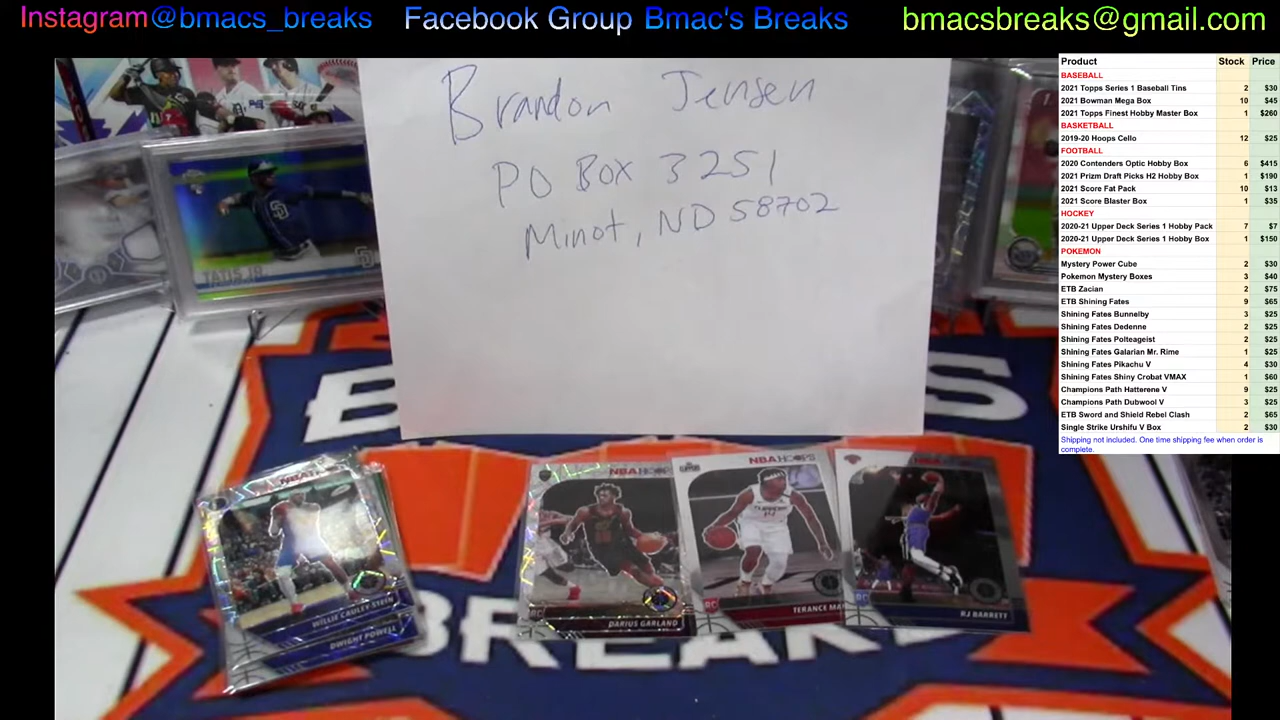 Instagram@bmacs_breaks Facebook Group Bmac's Breaks bmacsbreaks@gmail.com
Brandon Jensen
PO Box 3251
Minot, ND 58702
TATIS JR.
SD
B S
BREAKS
NBA HOOPS
WILLIE CAULEY-STEIN
DWIGHT POWELL
NBA HOOPS
RC
DARIUS GARLAND
NBA HOOPS
RC
TERANCE MA
RJ BARRETT
Product Stock Price
BASEBALL
2021 Topps Series 1 Baseball Tins 2 $30
2021 Bowman Mega Box 10 $45
2021 Topps Finest Hobby Master Box 1 $260
BASKETBALL
2019-20 Hoops Cello 12 $25
FOOTBALL
2020 Contenders Optic Hobby Box 6 $415
2021 Prizm Draft Picks H2 Hobby Box 1 $190
2021 Score Fat Pack 10 $13
2021 Score Blaster Box 1 $35
HOCKEY
2020-21 Upper Deck Series 1 Hobby Pack 7 $7
2020-21 Upper Deck Series 1 Hobby Box 1 $150
POKEMON
Mystery Power Cube 2 $30
Pokemon Mystery Boxes 3 $40
ETB Zacian 2 $75
ETB Shining Fates 9 $65
Shining Fates Bunnelby 3 $25
Shining Fates Dedenne 2 $25
Shining Fates Polteageist 2 $25
Shining Fates Galarian Mr. Rime 1 $25
Shining Fates Pikachu V 4 $30
Shining Fates Shiny Crobat VMAX 1 $60
Champions Path Hatterene V 9 $25
Champions Path Dubwool V 3 $25
ETB Sword and Shield Rebel Clash 2 $65
Single Strike Urshifu V Box 2 $30
Shipping not included. One time shipping fee when order is
complete.